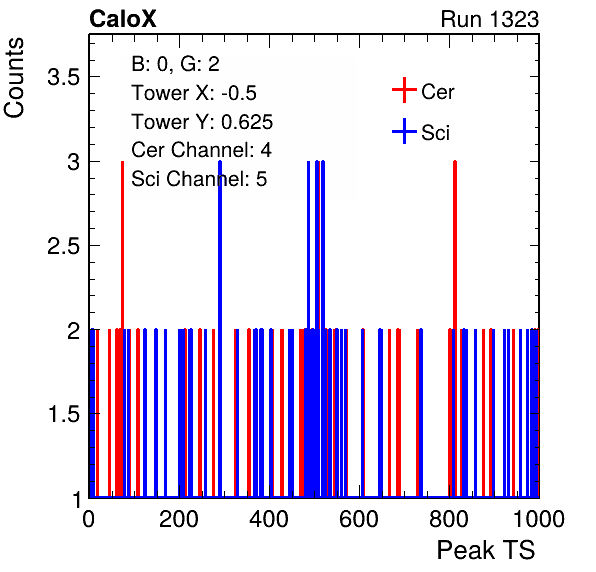 CaloX Run 1323
Counts
B: 0, G: 2
Tower X: -0.5
Tower Y: 0.625
Cer Channel: 4
Sci Channel: 5
Cer
Sci
3.5
3
2.5
2
1.5
1
0 200 400 600 800 1000
Peak TS